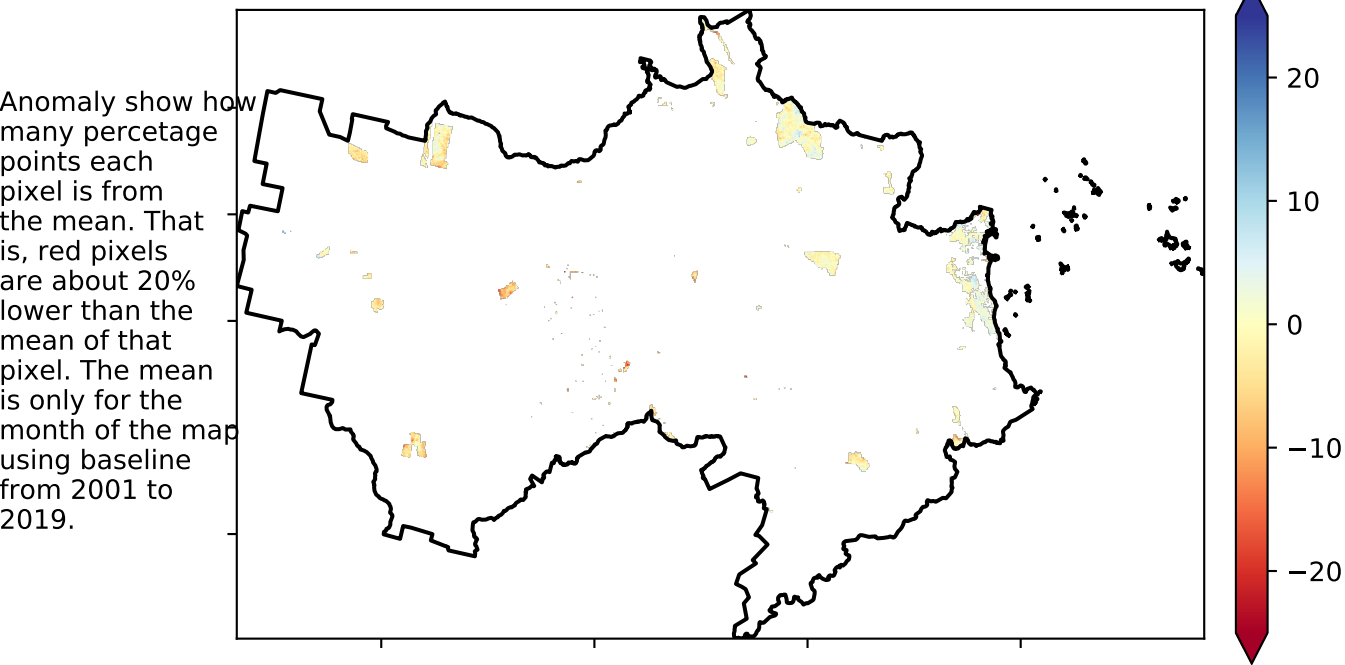 Anomaly show how
many percetage
points each
pixel is from
the mean. That
is, red pixels
are about 20%
lower than the
mean of that
pixel. The mean
is only for the
month of the map
using baseline
from 2001 to
2019.
20
10
0
−10
−20